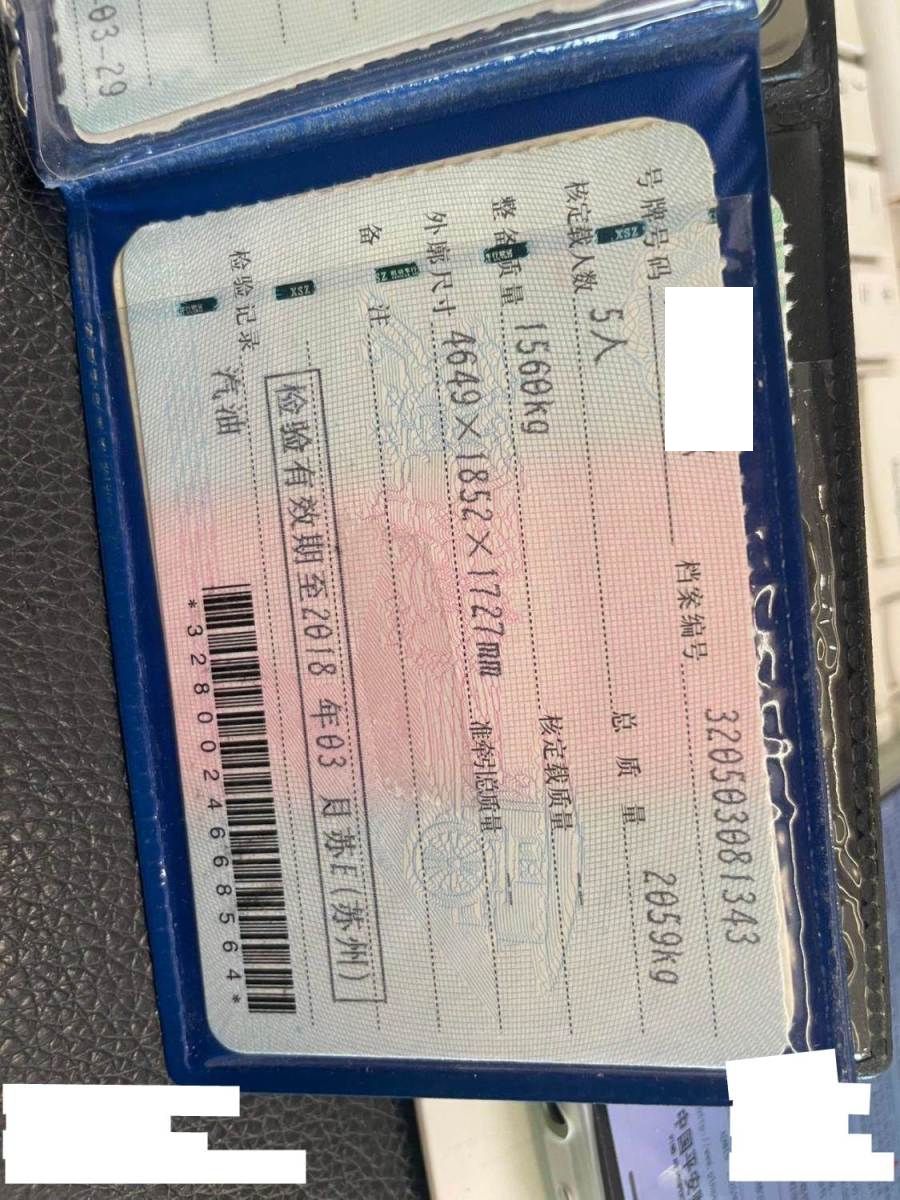 03-29
号牌号码
档案编号 320503081343
核定载人数 5人 总质量 2059kg
整备质量 1560kg 核定载质量
外廓尺寸 4649×1852×1727mm 准牵引总质量
备注
检验有效期至2018年03月苏E(苏州)
检验记录 汽油
*3280024668564*
XSZ
XSZ